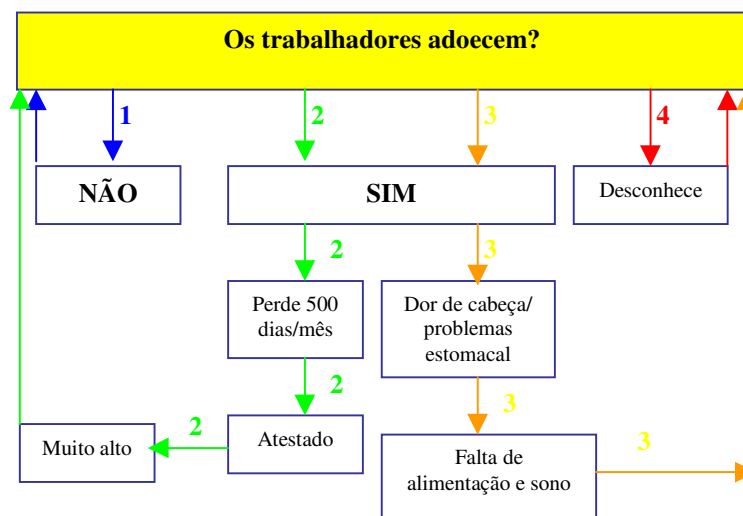 Os trabalhadores adoecem?
1
2
3
4
NÃO
SIM
Desconhece
2
3
Perde 500
dias/mês
Dor de cabeça/
problemas
estomacal
2
3
Muito alto
2
Atestado
Falta de
alimentação e sono
3